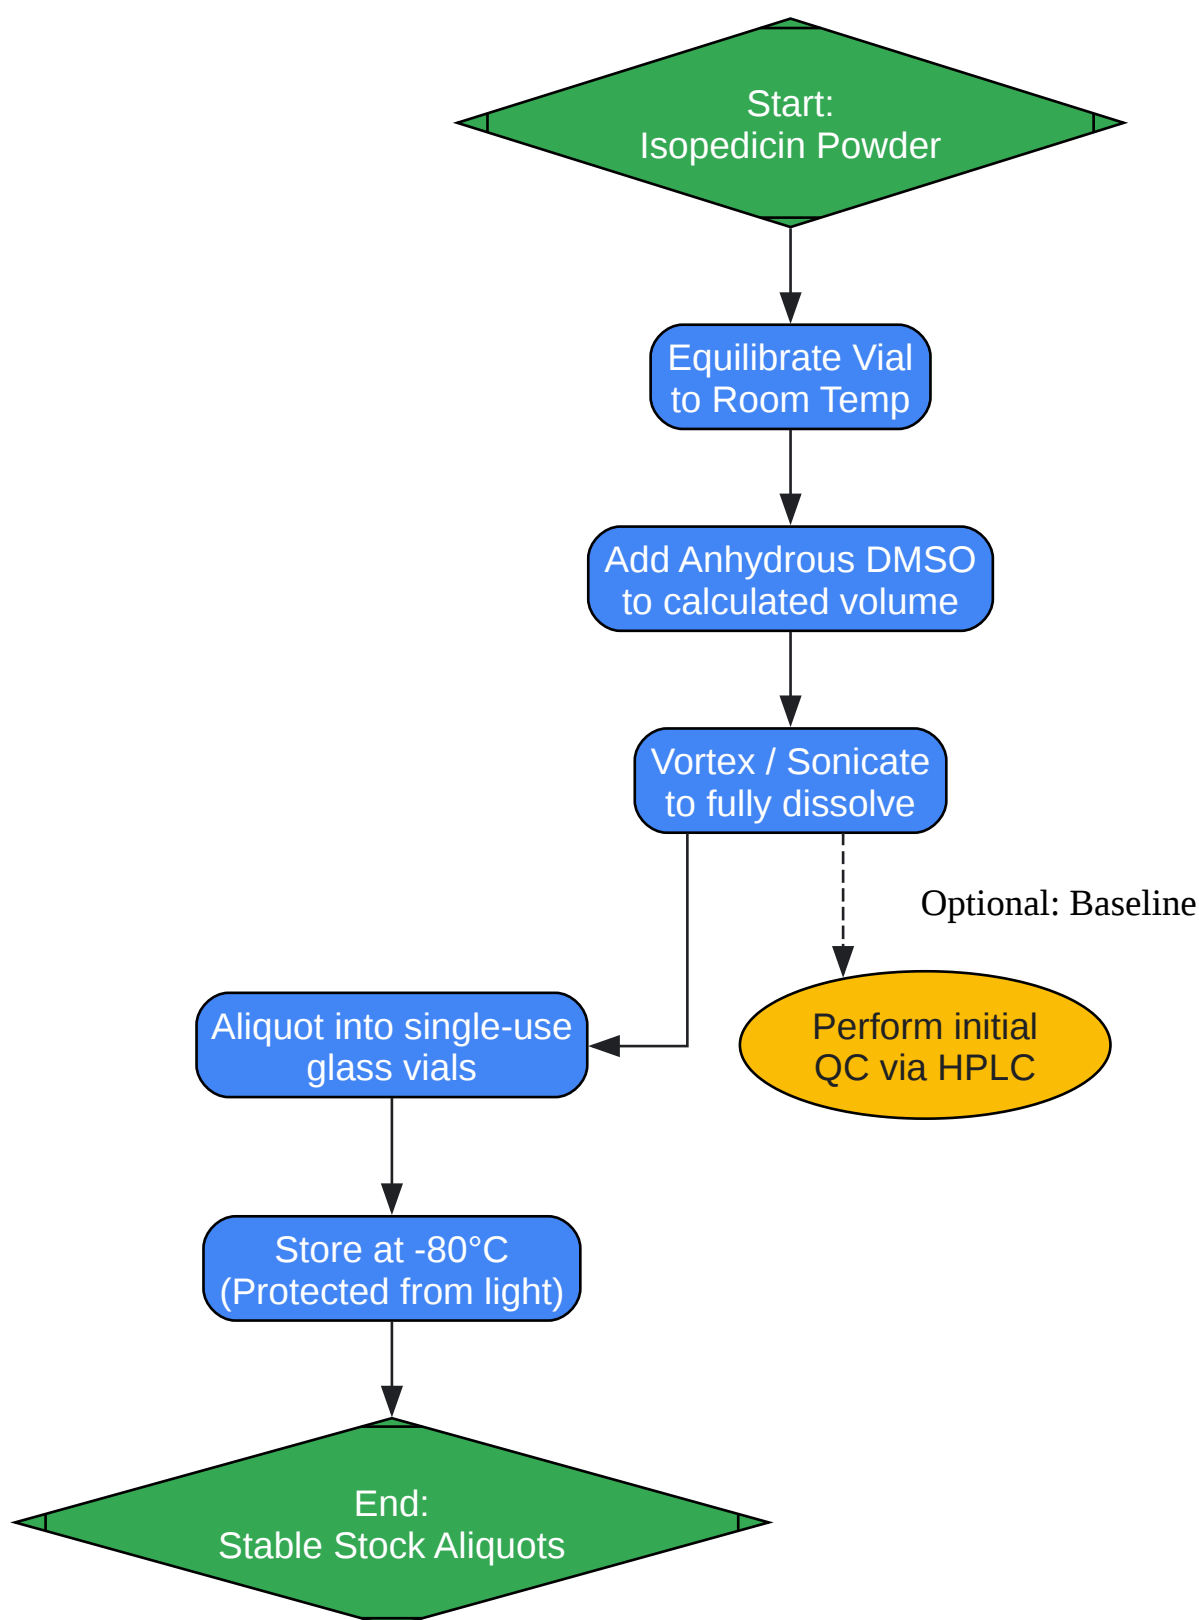 Start:
Isopedicin Powder
Equilibrate Vial
to Room Temp
Add Anhydrous DMSO
to calculated volume
Vortex / Sonicate
to fully dissolve
Optional: Baseline
Aliquot into single-use
glass vials
Perform initial
QC via HPLC
Store at -80°C
(Protected from light)
End:
Stable Stock Aliquots